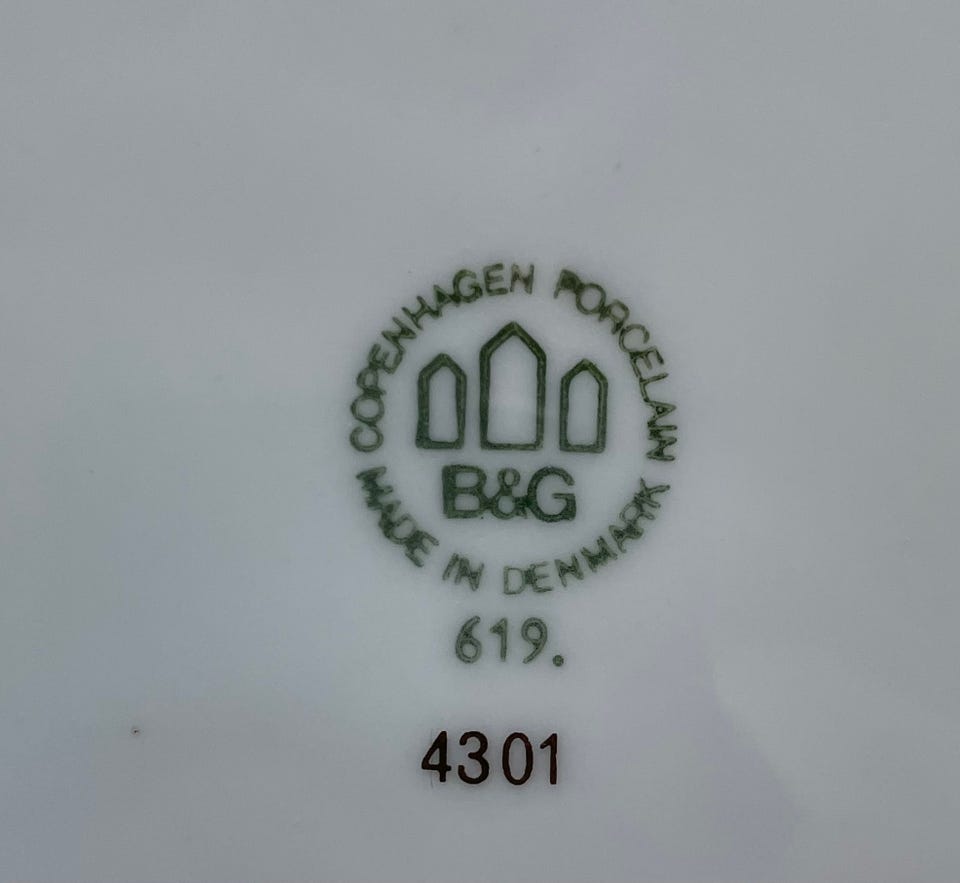 COPENHAGEN PORCELAIN
B&G
MADE IN DENMARK
619.
4301